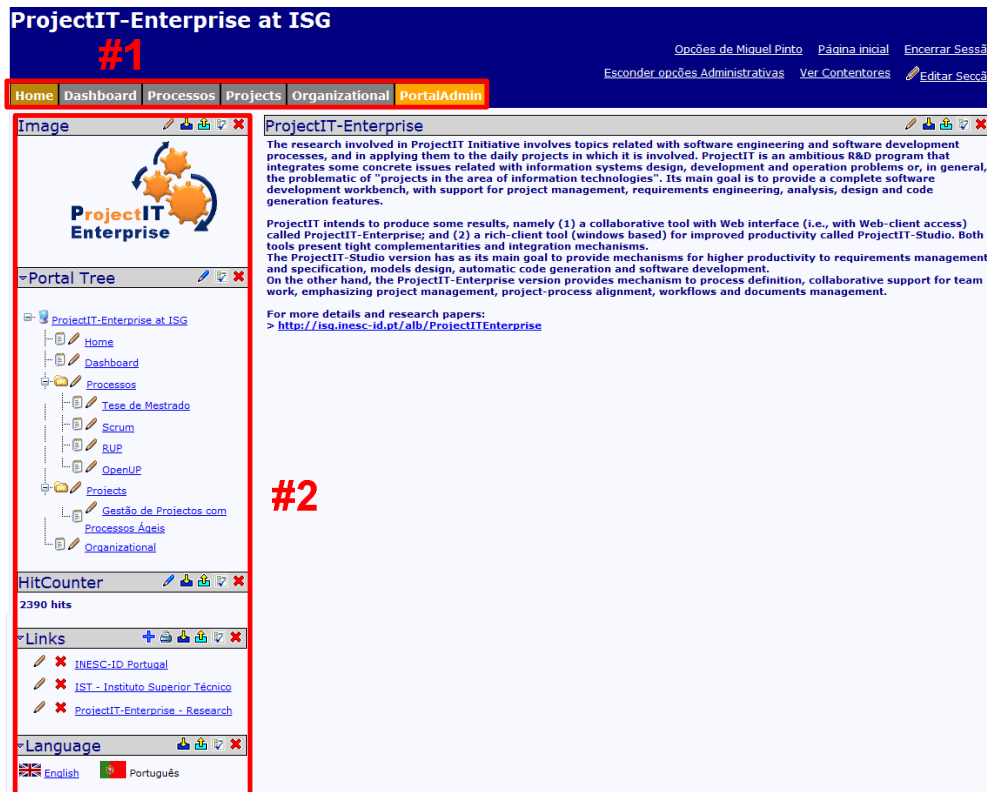 ProjectIT-Enterprise at ISG
#1
Opções de Miguel Pinto Página inicial Encerrar Sessã
Esconder opções Administrativas Ver Contentores Editar Secçã
Home Dashboard Processos Projects Organizational PortalAdmin
Image
ProjectIT
Enterprise
Portal Tree
ProjectIT-Enterprise at ISG
Home
Dashboard
Processos
Tese de Mestrado
Scrum
RUP
OpenUP
Projects
Gestão de Projectos com
Processos Ágeis
Organizational
HitCounter
2390 hits
Links
INESC-ID Portugal
IST - Instituto Superior Técnico
ProjectIT-Enterprise - Research
Language
English Português
ProjectIT-Enterprise
The research involved in ProjectIT Initiative involves topics related with software engineering and software development
processes, and in applying them to the daily projects in which it is involved. ProjectIT is an ambitious R&D program that
integrates some concrete issues related with information systems design, development and operation problems or, in general,
the problematic of "projects in the area of information technologies". Its main goal is to provide a complete software
development workbench, with support for project management, requirements engineering, analysis, design and code
generation features.
ProjectIT intends to produce some results, namely (1) a collaborative tool with Web interface (i.e., with Web-client access)
called ProjectIT-Enterprise; and (2) a rich-client tool (windows based) for improved productivity called ProjectIT-Studio. Both
tools present tight complementarities and integration mechanisms.
The ProjectIT-Studio version has as its main goal to provide mechanisms for higher productivity to requirements management
and specification, models design, automatic code generation and software development.
On the other hand, the ProjectIT-Enterprise version provides mechanism to process definition, collaborative support for team
work, emphasizing project management, project-process alignment, workflows and documents management.
For more details and research papers:
> http://isg.inesc-id.pt/alb/ProjectITEnterprise
#2